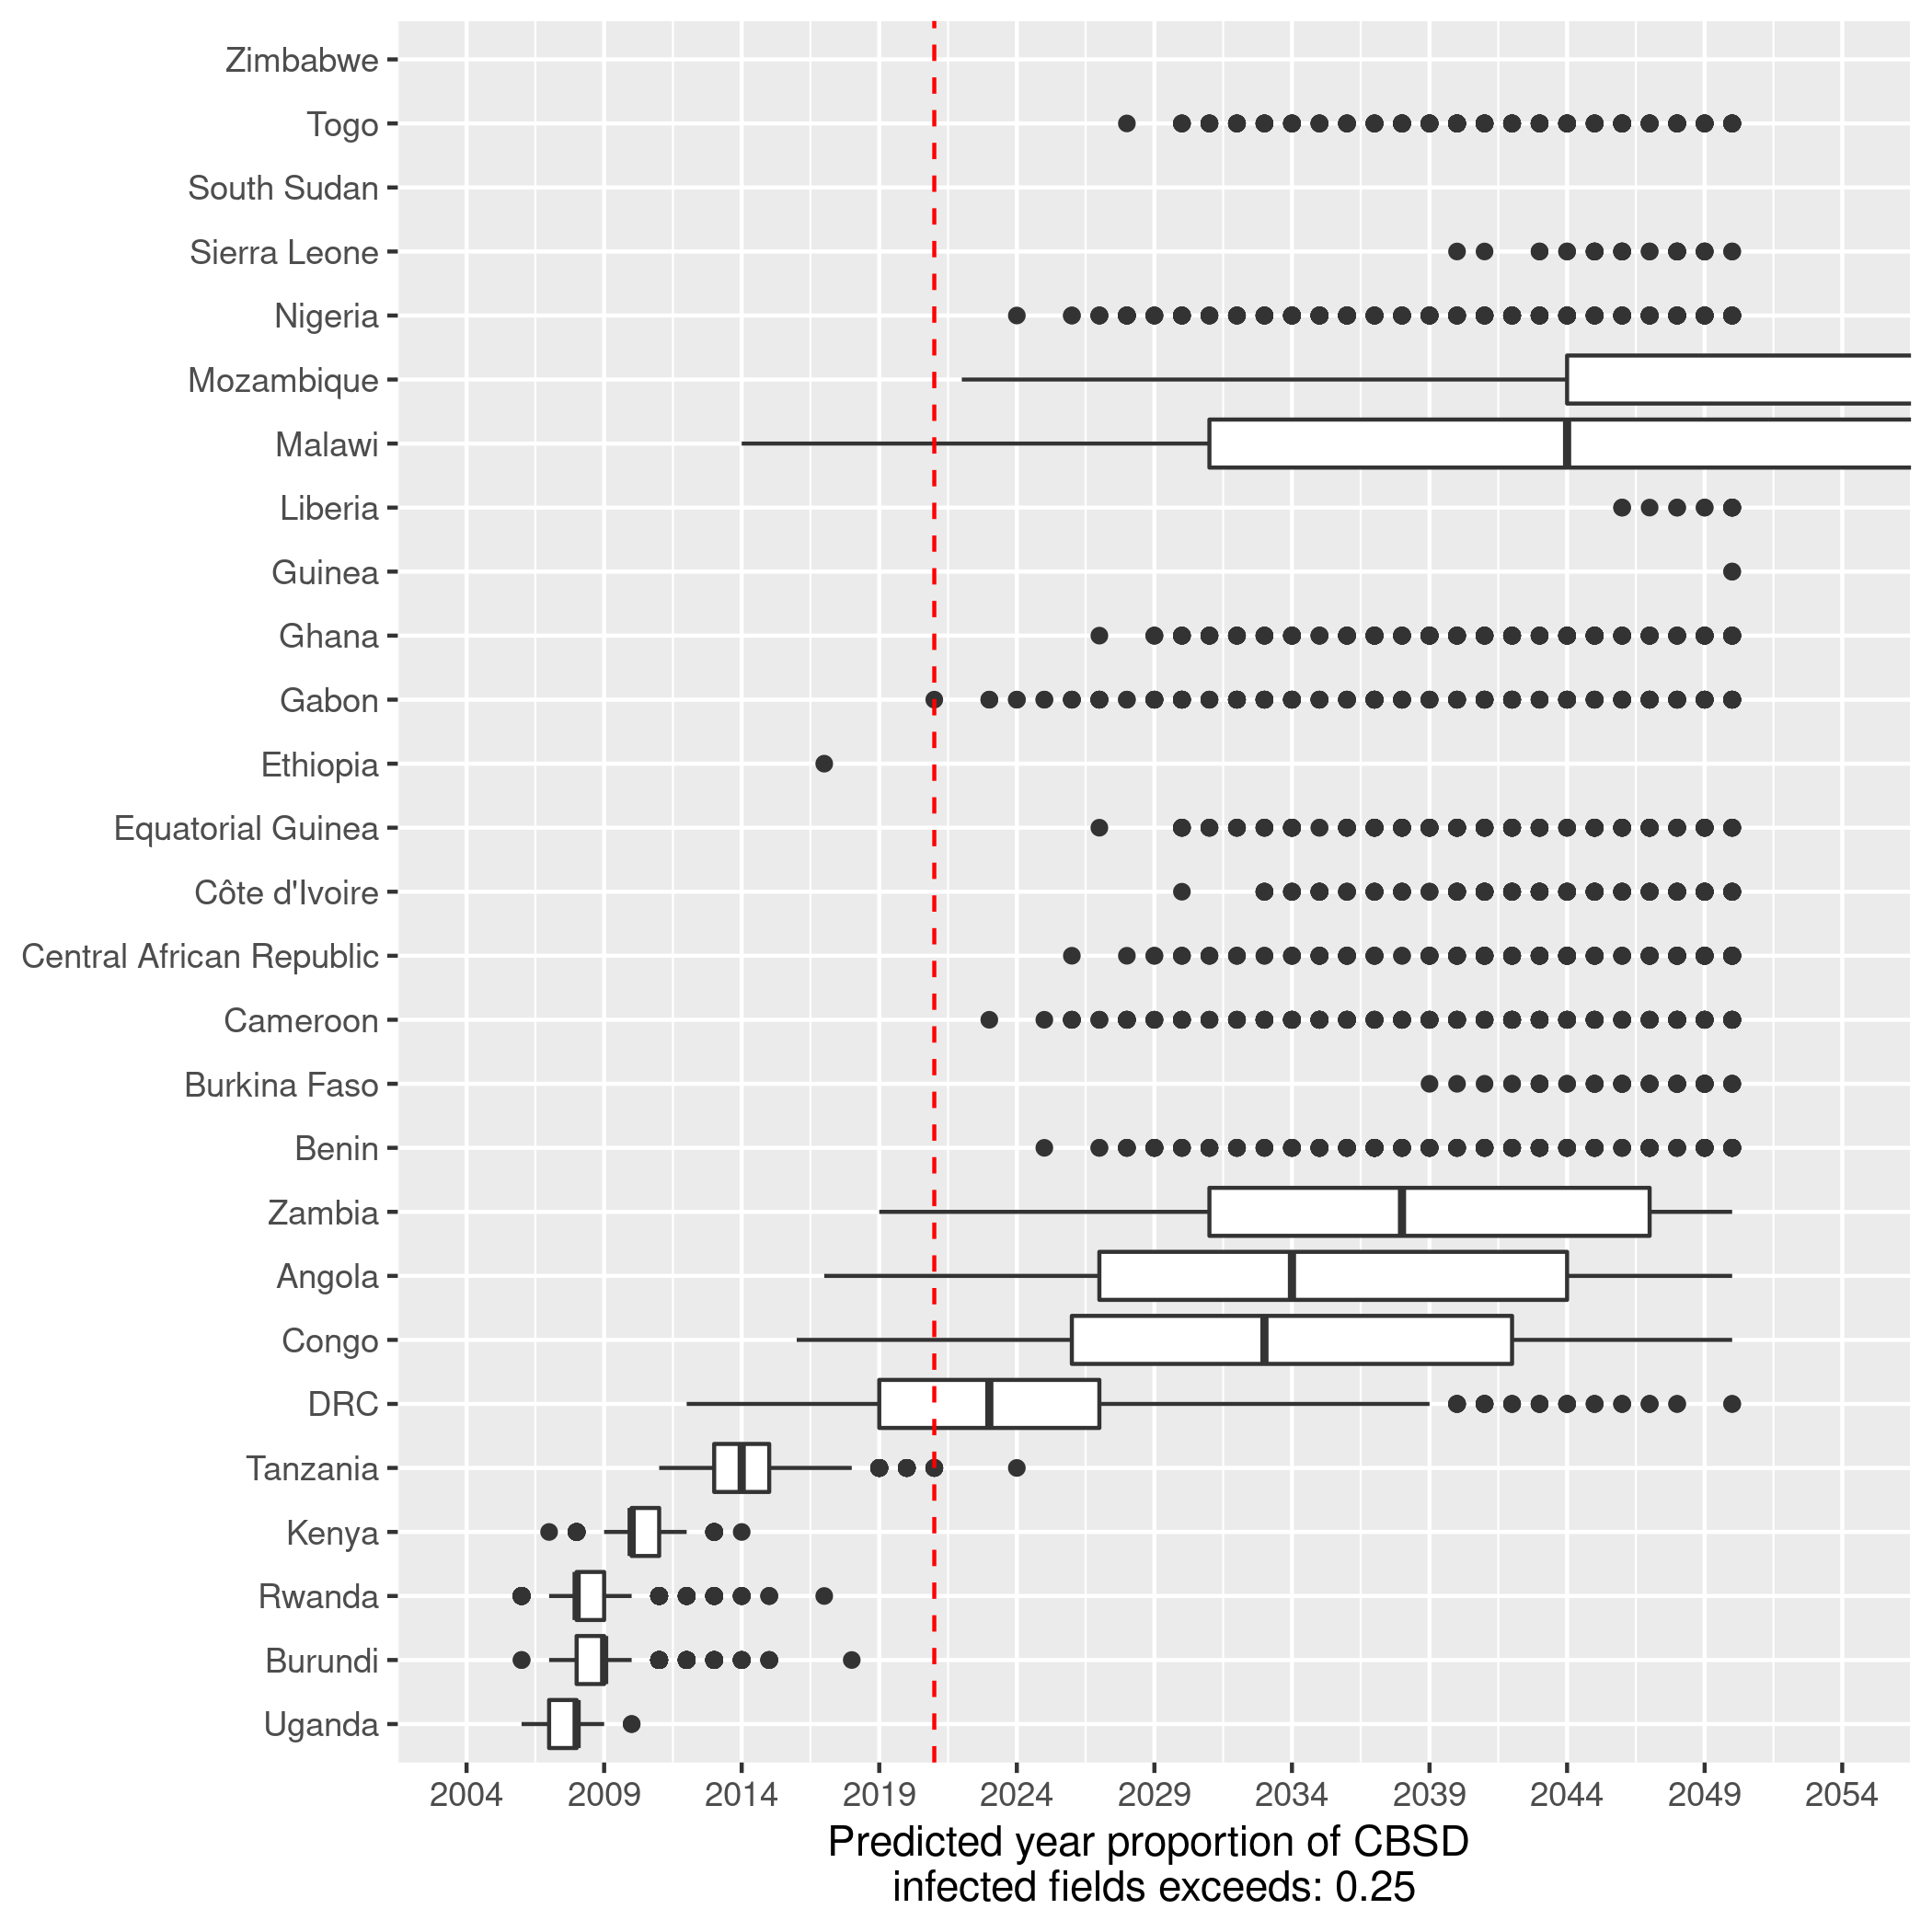 Zimbabwe
Togo
South Sudan
Sierra Leone
Nigeria
Mozambique
Malawi
Liberia
Guinea
Ghana
Gabon
Ethiopia
Equatorial Guinea
Côte d'Ivoire
Central African Republic
Cameroon
Burkina Faso
Benin
Zambia
Angola
Congo
DRC
Tanzania
Kenya
Rwanda
Burundi
Uganda
2004 2009 2014 2019 2024 2029 2034 2039 2044 2049 2054
Predicted year proportion of CBSD
infected fields exceeds: 0.25